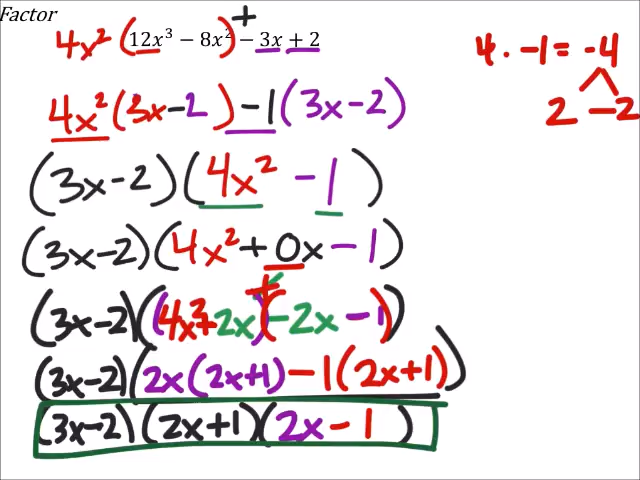 Factor
4x² (12x³ − 8x²) + − 3x + 2
4 · −1 = −4
2 −2
4x²(3x−2) −1(3x−2)
(3x−2)(4x² −1)
(3x−2)(4x² + 0x −1)
(3x−2)((4x²+2x)+(−2x −1))
(3x−2)(2x(2x+1) −1(2x+1))
(3x−2)(2x+1)(2x − 1)